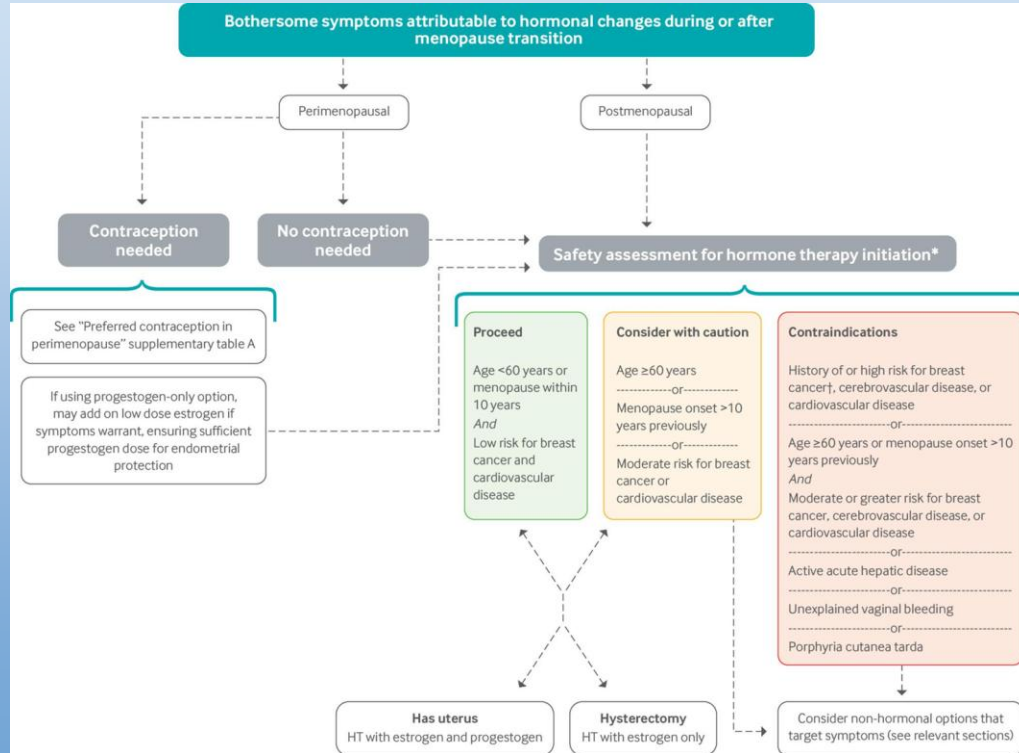 Bothersome symptoms attributable to hormonal changes during or after
menopause transition
Perimenopausal
Postmenopausal
Contraception
needed
No contraception
needed
Safety assessment for hormone therapy initiation*
See "Preferred contraception in
perimenopause" supplementary table A
If using progestogen-only option,
may add on low dose estrogen if
symptoms warrant, ensuring sufficient
progestogen dose for endometrial
protection
Proceed
Age <60 years or
menopause within
10 years
And
Low risk for breast
cancer and
cardiovascular
disease
Consider with caution
Age ≥60 years
-------------or-------------
Menopause onset >10
years previously
-------------or-------------
Moderate risk for breast
cancer or
cardiovascular disease
Contraindications
History of or high risk for breast
cancer†, cerebrovascular disease, or
cardiovascular disease
-----------------------or-------------------------
Age ≥60 years or menopause onset >10
years previously
And
Moderate or greater risk for breast
cancer, cerebrovascular disease, or
cardiovascular disease
-----------------------or-------------------------
Active acute hepatic disease
-----------------------or-------------------------
Unexplained vaginal bleeding
-----------------------or-------------------------
Porphyria cutanea tarda
Has uterus
HT with estrogen and progestogen
Hysterectomy
HT with estrogen only
Consider non-hormonal options that
target symptoms (see relevant sections)